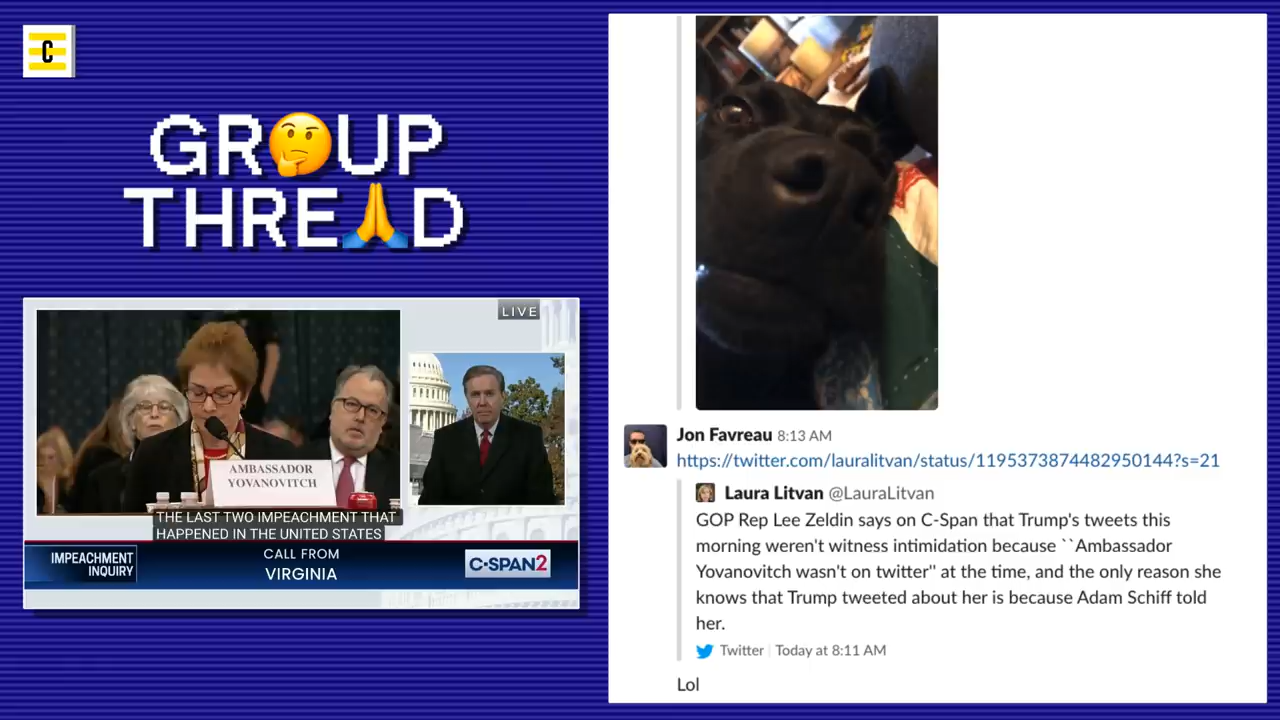 C
GR🤔UP
THRE🙏D
LIVE
AMBASSADOR
YOVANOVITCH
THE LAST TWO IMPEACHMENT THAT
HAPPENED IN THE UNITED STATES
IMPEACHMENT
INQUIRY
CALL FROM
VIRGINIA
C-SPAN2
Jon Favreau 8:13 AM
https://twitter.com/lauralitvan/status/1195373874482950144?s=21
Laura Litvan @LauraLitvan
GOP Rep Lee Zeldin says on C-Span that Trump's tweets this
morning weren't witness intimidation because ``Ambassador
Yovanovitch wasn't on twitter'' at the time, and the only reason she
knows that Trump tweeted about her is because Adam Schiff told
her.
Twitter | Today at 8:11 AM
Lol